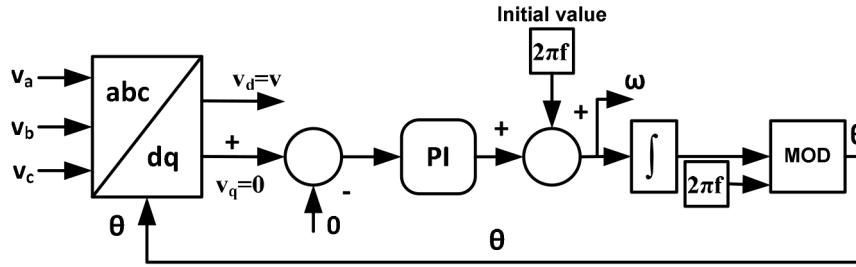 Initial value
2πf
v_a
v_b
v_c
abc
dq
v_d=v
+
v_q=0
-
0
PI
+
+
ω
∫
2πf
MOD
θ
θ
θ